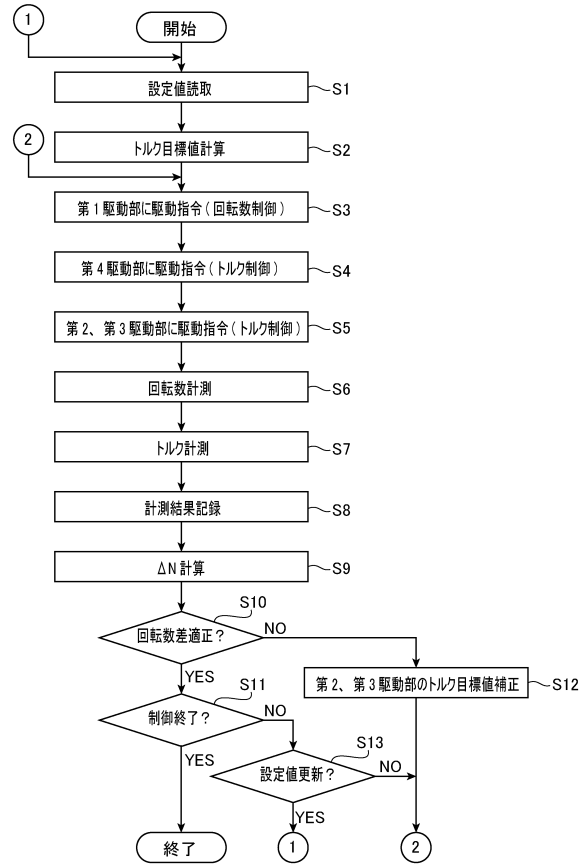 1
開始
設定値読取
S1
2
トルク目標値計算
S2
第1駆動部に駆動指令(回転数制御)
S3
第4駆動部に駆動指令(トルク制御)
S4
第2、第3駆動部に駆動指令(トルク制御)
S5
回転数計測
S6
トルク計測
S7
計測結果記録
S8
ΔN計算
S9
S10
回転数差適正?
NO
YES
第2、第3駆動部のトルク目標値補正
S12
S11
制御終了?
NO
YES
S13
設定値更新?
NO
YES
終了
1
2